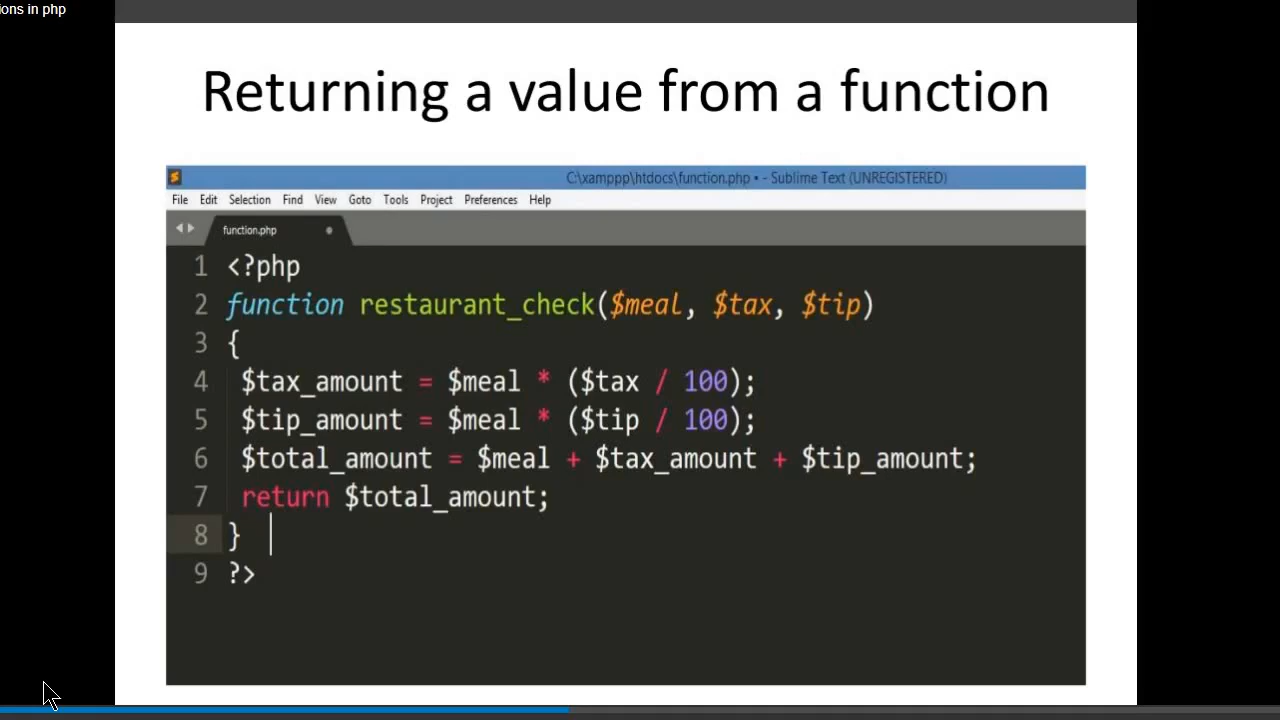 ons in php
Returning a value from a function
C:\xamppp\htdocs\function.php • - Sublime Text (UNREGISTERED)
File Edit Selection Find View Goto Tools Project Preferences Help
function.php
1 <?php
2 function restaurant_check($meal, $tax, $tip)
3 {
4 $tax_amount = $meal * ($tax / 100);
5 $tip_amount = $meal * ($tip / 100);
6 $total_amount = $meal + $tax_amount + $tip_amount;
7 return $total_amount;
8 }
9 ?>